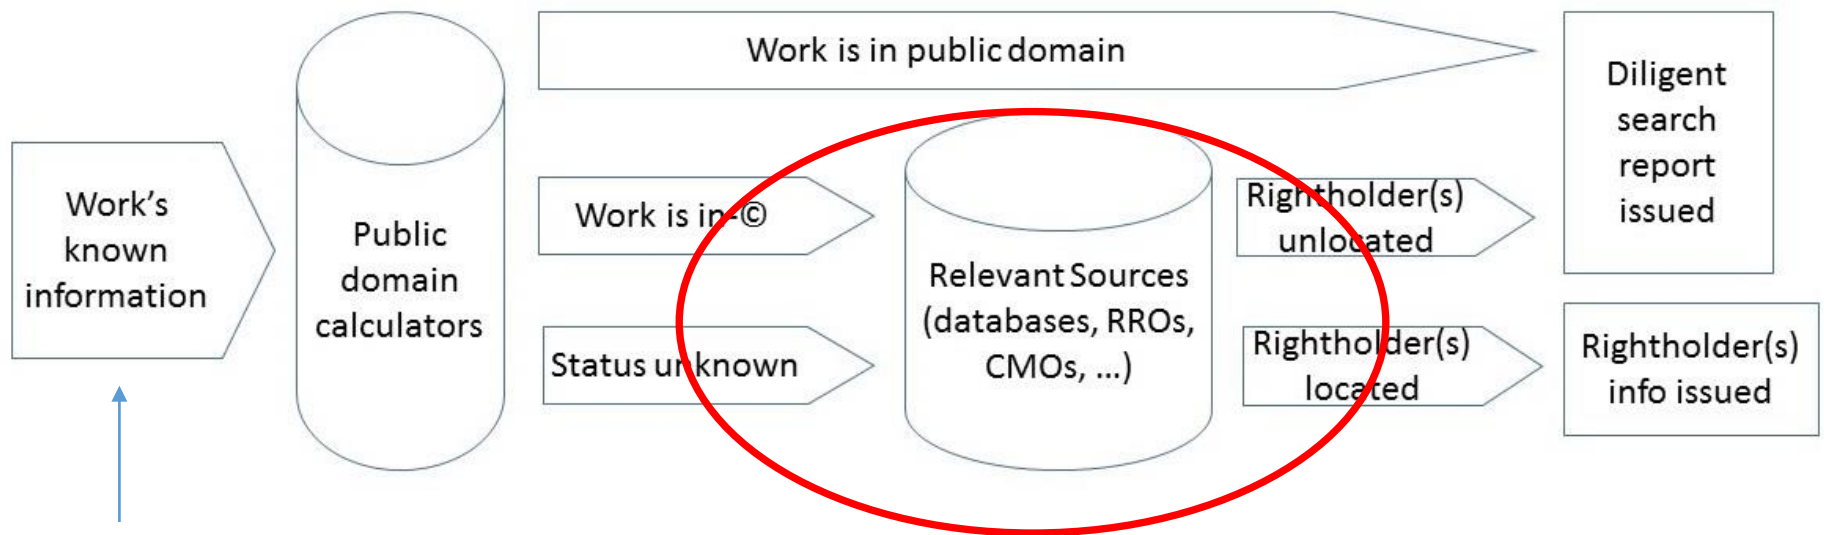 Work's
known
information
Public
domain
calculators
Work is in public domain
Work is in-©
Status unknown
Relevant Sources
(databases, RROs,
CMOs, ...)
Rightholder(s)
unlocated
Rightholder(s)
located
Diligent
search
report
issued
Rightholder(s)
info issued